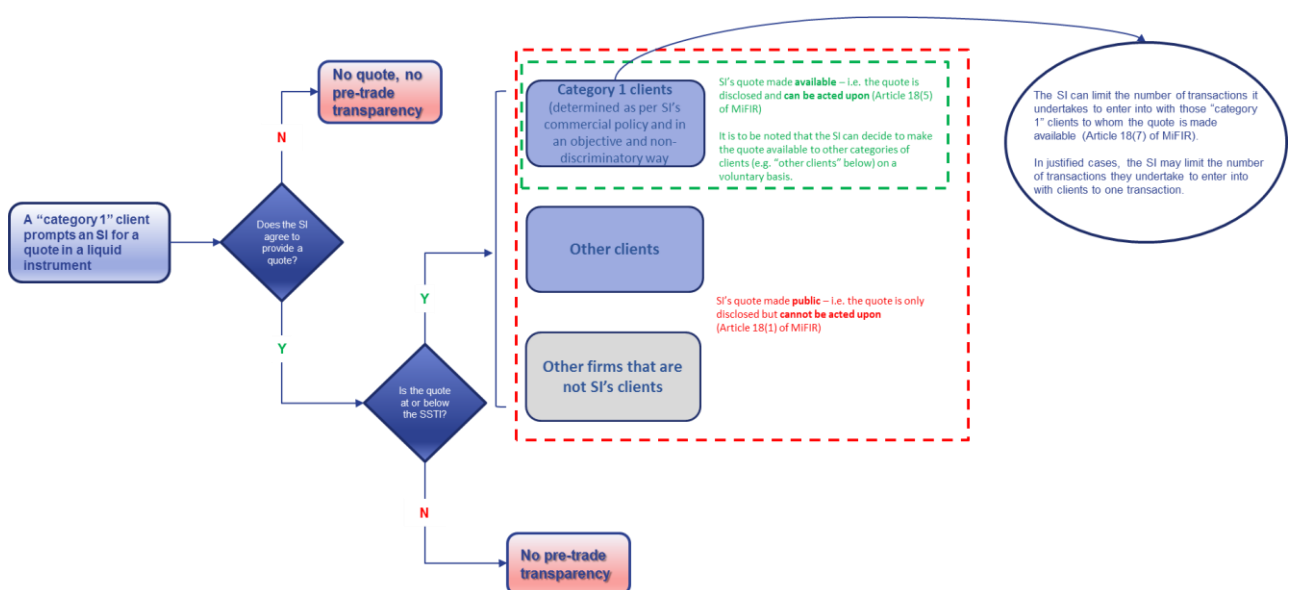 A “category 1” client
prompts an SI for a
quote in a liquid
instrument
Does the SI
agree to
provide a
quote?
N
No quote, no
pre-trade
transparency
Y
Is the quote
at or below
the SSTI?
Y
N
No pre-trade
transparency
Category 1 clients
(determined as per SI’s
commercial policy and in
an objective and non-
discriminatory way
SI’s quote made available – i.e. the quote is
disclosed and can be acted upon (Article 18(5)
of MiFIR)
It is to be noted that the SI can decide to make
the quote available to other categories of
clients (e.g. “other clients” below) on a
voluntary basis.
Other clients
Other firms that are
not SI’s clients
SI’s quote made public – i.e. the quote is only
disclosed but cannot be acted upon
(Article 18(1) of MiFIR)
The SI can limit the number of transactions it
undertakes to enter into with those “category
1” clients to whom the quote is made
available (Article 18(7) of MiFIR).
In justified cases, the SI may limit the number
of transactions they undertake to enter into
with clients to one transaction.